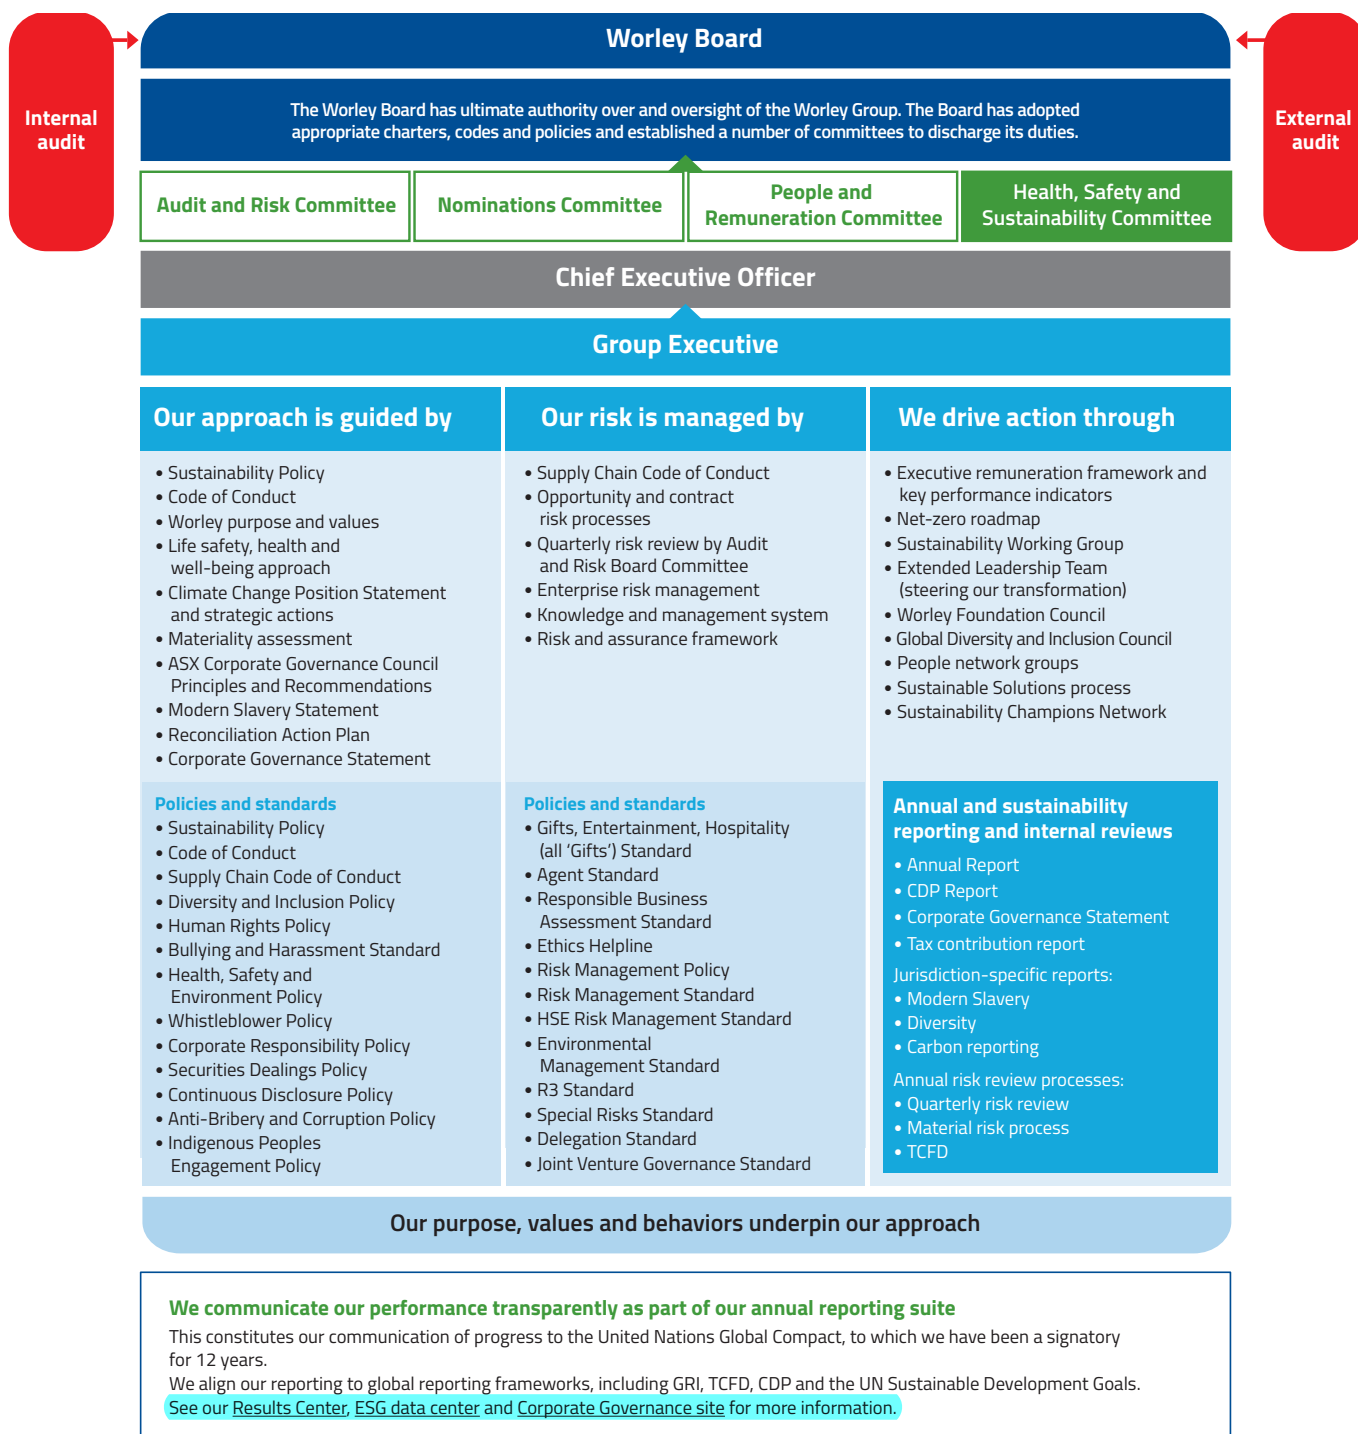 Internal
audit
Worley Board
External
audit
The Worley Board has ultimate authority over and oversight of the Worley Group. The Board has adopted
appropriate charters, codes and policies and established a number of committees to discharge its duties.
Audit and Risk Committee
Nominations Committee
People and
Remuneration Committee
Health, Safety and
Sustainability Committee
Chief Executive Officer
Group Executive
Our approach is guided by
• Sustainability Policy
• Code of Conduct
• Worley purpose and values
• Life safety, health and
well-being approach
• Climate Change Position Statement
and strategic actions
• Materiality assessment
• ASX Corporate Governance Council
Principles and Recommendations
• Modern Slavery Statement
• Reconciliation Action Plan
• Corporate Governance Statement
Policies and standards
• Sustainability Policy
• Code of Conduct
• Supply Chain Code of Conduct
• Diversity and Inclusion Policy
• Human Rights Policy
• Bullying and Harassment Standard
• Health, Safety and
Environment Policy
• Whistleblower Policy
• Corporate Responsibility Policy
• Securities Dealings Policy
• Continuous Disclosure Policy
• Anti-Bribery and Corruption Policy
• Indigenous Peoples
Engagement Policy
Our risk is managed by
• Supply Chain Code of Conduct
• Opportunity and contract
risk processes
• Quarterly risk review by Audit
and Risk Board Committee
• Enterprise risk management
• Knowledge and management system
• Risk and assurance framework
Policies and standards
• Gifts, Entertainment, Hospitality
(all ‘Gifts’) Standard
• Agent Standard
• Responsible Business
Assessment Standard
• Ethics Helpline
• Risk Management Policy
• Risk Management Standard
• HSE Risk Management Standard
• Environmental
Management Standard
• R3 Standard
• Special Risks Standard
• Delegation Standard
• Joint Venture Governance Standard
We drive action through
• Executive remuneration framework and
key performance indicators
• Net-zero roadmap
• Sustainability Working Group
• Extended Leadership Team
(steering our transformation)
• Worley Foundation Council
• Global Diversity and Inclusion Council
• People network groups
• Sustainable Solutions process
• Sustainability Champions Network
Annual and sustainability
reporting and internal reviews
• Annual Report
• CDP Report
• Corporate Governance Statement
• Tax contribution report
Jurisdiction-specific reports:
• Modern Slavery
• Diversity
• Carbon reporting
Annual risk review processes:
• Quarterly risk review
• Material risk process
• TCFD
Our purpose, values and behaviors underpin our approach
We communicate our performance transparently as part of our annual reporting suite
This constitutes our communication of progress to the United Nations Global Compact, to which we have been a signatory
for 12 years.
We align our reporting to global reporting frameworks, including GRI, TCFD, CDP and the UN Sustainable Development Goals.
See our Results Center, ESG data center and Corporate Governance site for more information.